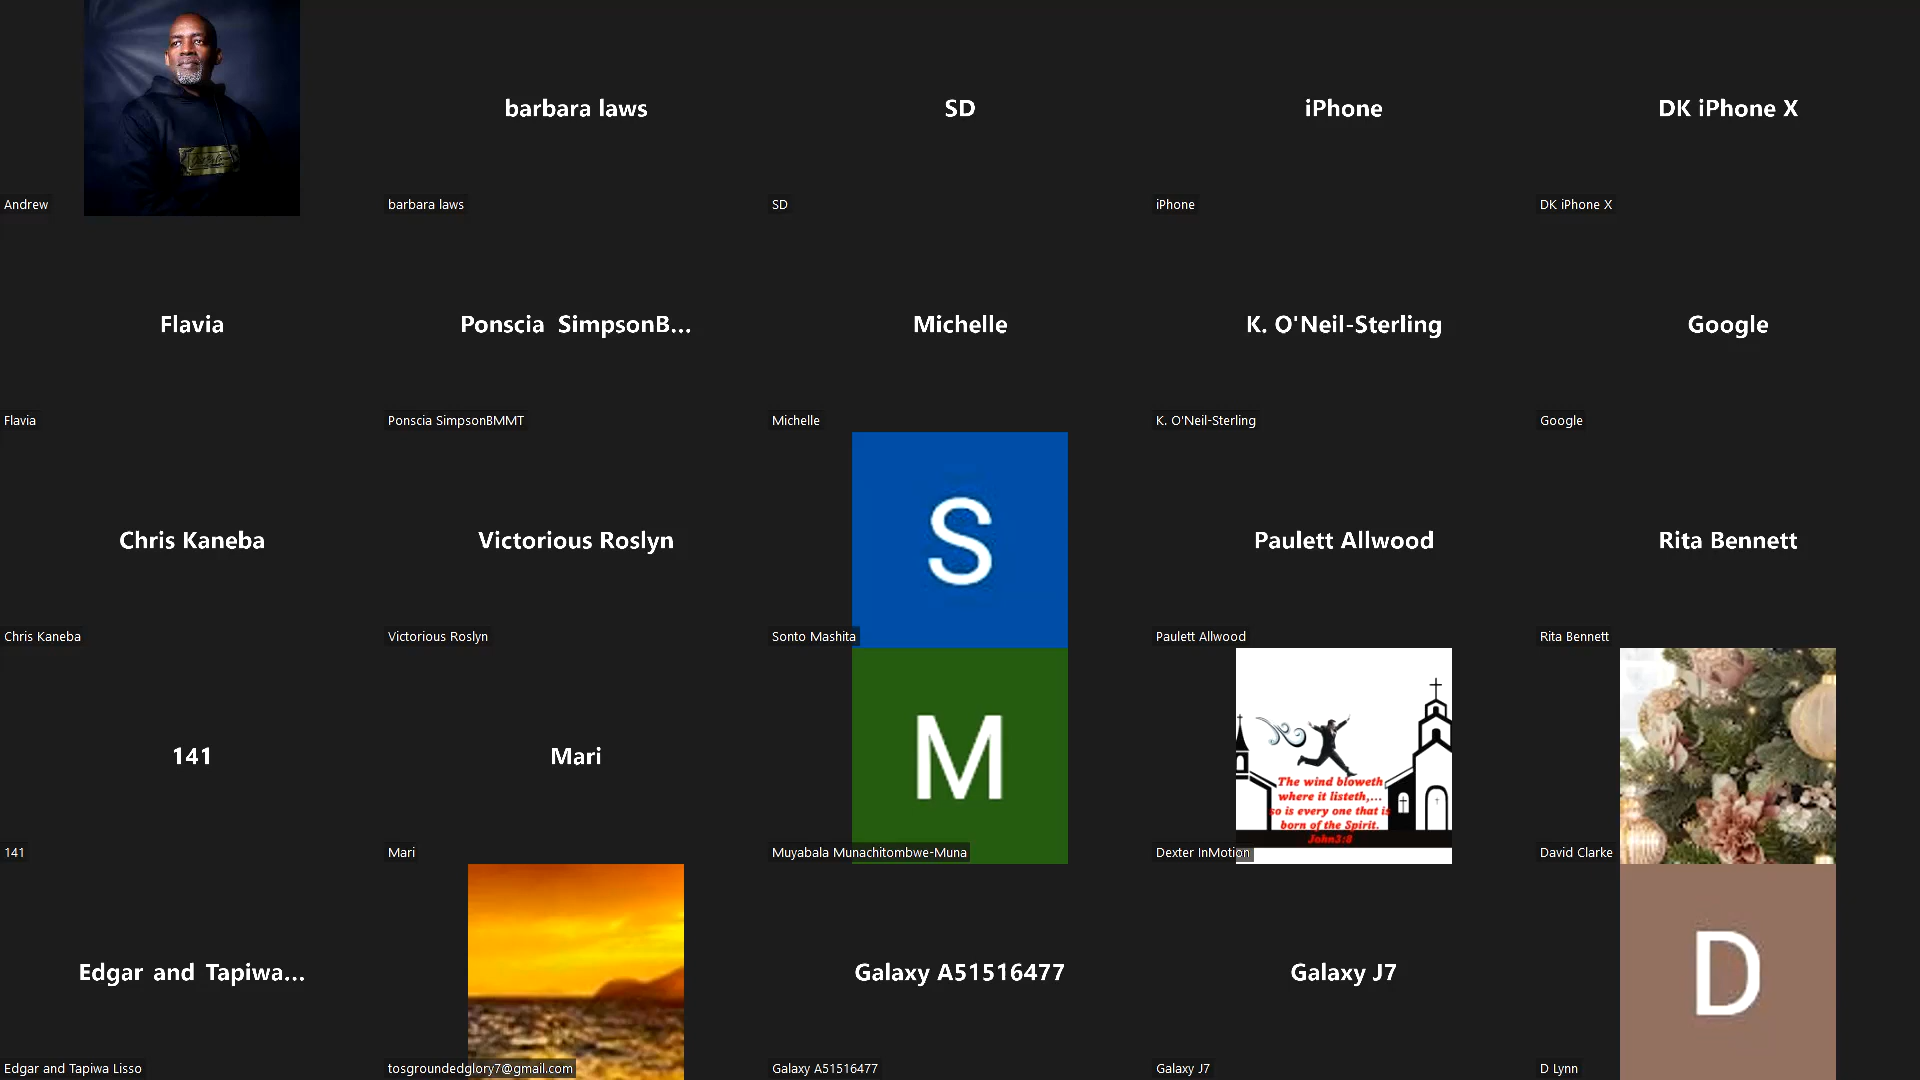 barbara laws
SD
iPhone
DK iPhone X
Andrew
barbara laws
SD
iPhone
DK iPhone X
Flavia
Ponscia SimpsonB...
Michelle
K. O'Neil-Sterling
Google
Flavia
Ponscia SimpsonBMMT
Michelle
K. O'Neil-Sterling
Google
Chris Kaneba
Victorious Roslyn
S
Paulett Allwood
Rita Bennett
Chris Kaneba
Victorious Roslyn
Sonto Mashita
Paulett Allwood
Rita Bennett
141
Mari
M
The wind bloweth
where it listeth,...
so is every one that is
born of the Spirit.
John3:8
141
Mari
Muyabala Munachitombwe-Muna
Dexter InMotion
David Clarke
Edgar and Tapiwa...
Galaxy A51516477
Galaxy J7
D
Edgar and Tapiwa Lisso
tosgroundedglory7@gmail.com
Galaxy A51516477
Galaxy J7
D Lynn